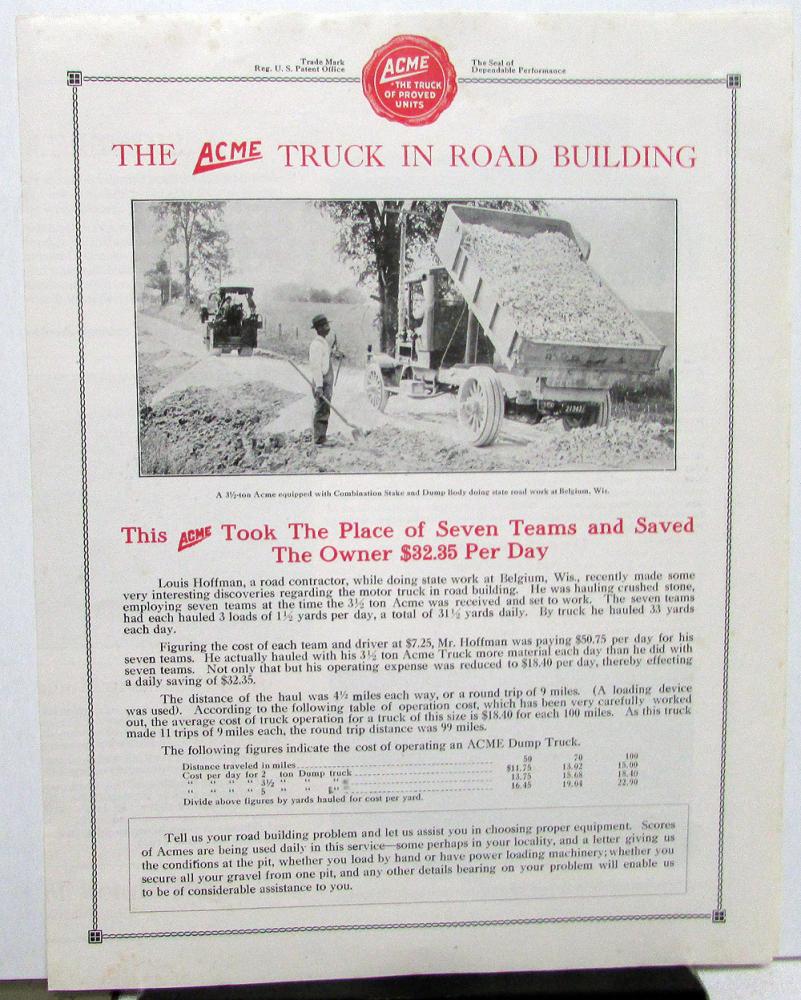 Trade Mark
Reg. U. S. Patent Office
ACME
THE TRUCK
OF PROVED
UNITS
The Seal of
Dependable Performance
THE ACME TRUCK IN ROAD BUILDING
A 3½-ton Acme equipped with Combination Stake and Dump Body doing state road work at Belgium, Wis.
This ACME Took The Place of Seven Teams and Saved
The Owner $32.35 Per Day
Louis Hoffman, a road contractor, while doing state work at Belgium, Wis., recently made some
very interesting discoveries regarding the motor truck in road building. He was hauling crushed stone,
employing seven teams at the time the 3½ ton Acme was received and set to work. The seven teams
had each hauled 3 loads of 1½ yards per day, a total of 31½ yards daily. By truck he hauled 33 yards
each day.
Figuring the cost of each team and driver at $7.25, Mr. Hoffman was paying $50.75 per day for his
seven teams. He actually hauled with his 3½ ton Acme Truck more material each day than he did with
seven teams. Not only that but his operating expense was reduced to $18.40 per day, thereby effecting
a daily saving of $32.35.
The distance of the haul was 4½ miles each way, or a round trip of 9 miles. (A loading device
was used). According to the following table of operation cost, which has been very carefully worked
out, the average cost of truck operation for a truck of this size is $18.40 for each 100 miles. As this truck
made 11 trips of 9 miles each, the round trip distance was 99 miles.
The following figures indicate the cost of operating an ACME Dump Truck.
Distance traveled in miles 50 70 100
Cost per day for 2 ton Dump truck $11.75 13.02 15.00
" " " " 3½ " " " 13.75 15.68 18.40
" " " " 5 " " " 16.45 19.04 22.90
Divide above figures by yards hauled for cost per yard.
Tell us your road building problem and let us assist you in choosing proper equipment. Scores
of Acmes are being used daily in this service—some perhaps in your locality, and a letter giving us
the conditions at the pit, whether you load by hand or have power loading machinery; whether you
secure all your gravel from one pit, and any other details bearing on your problem will enable us
to be of considerable assistance to you.